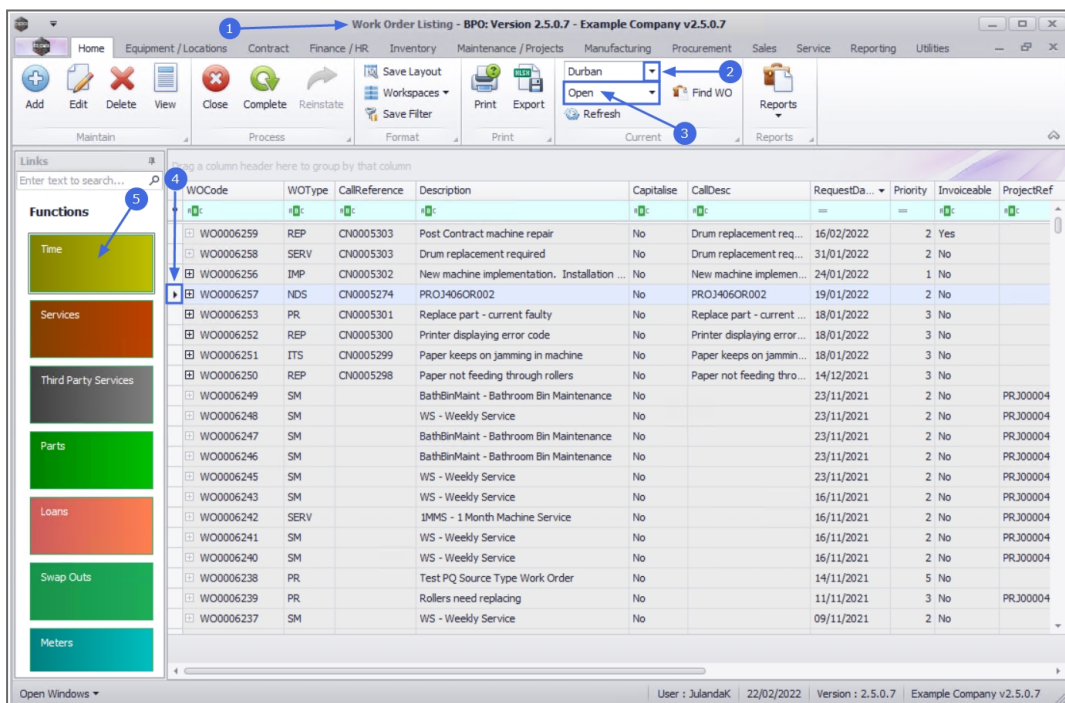 Work Order Listing - BPO: Version 2.5.0.7 - Example Company v2.5.0.7
1
Home Equipment / Locations Contract Finance / HR Inventory Maintenance / Projects Manufacturing Procurement Sales Service Reporting Utilities
Add Edit Delete View
Maintain
Close Complete Reinstate
Process
Save Layout
Workspaces
Save Filter
Format
Print Export
Print
Durban
2
Open
Find WO
Refresh
3
Current
Reports
Reports
Links
Enter text to search...
Functions
Time
Services
Third Party Services
Parts
Loans
Swap Outs
Meters
4
5
Drag a column header here to group by that column
WOCode WOType CallReference Description Capitalise CallDesc RequestDa... Priority Invoiceable ProjectRef
WO0006259 REP CN0005303 Post Contract machine repair No Drum replacement req... 16/02/2022 2 Yes
WO0006258 SERV CN0005303 Drum replacement required No Drum replacement req... 31/01/2022 2 No
WO0006256 IMP CN0005302 New machine implementation. Installation ... No New machine implemen... 24/01/2022 1 No
WO0006257 NDS CN0005274 PROJ406OR002 No PROJ406OR002 19/01/2022 2 No
WO0006253 PR CN0005301 Replace part - current faulty No Replace part - current ... 18/01/2022 3 No
WO0006252 REP CN0005300 Printer displaying error code No Printer displaying error... 18/01/2022 3 No
WO0006251 ITS CN0005299 Paper keeps on jamming in machine No Paper keeps on jammin... 18/01/2022 3 No
WO0006250 REP CN0005298 Paper not feeding through rollers No Paper not feeding thro... 14/12/2021 3 No
WO0006249 SM BathBinMaint - Bathroom Bin Maintenance No 23/11/2021 2 No PRJ00004
WO0006248 SM WS - Weekly Service No 23/11/2021 2 No PRJ00004
WO0006247 SM BathBinMaint - Bathroom Bin Maintenance No 23/11/2021 2 No PRJ00004
WO0006246 SM BathBinMaint - Bathroom Bin Maintenance No 23/11/2021 2 No PRJ00004
WO0006245 SM WS - Weekly Service No 23/11/2021 2 No PRJ00004
WO0006243 SM WS - Weekly Service No 16/11/2021 2 No PRJ00004
WO0006242 SERV 1MMS - 1 Month Machine Service No 16/11/2021 2 No PRJ00004
WO0006241 SM WS - Weekly Service No 16/11/2021 2 No PRJ00004
WO0006240 SM WS - Weekly Service No 16/11/2021 2 No PRJ00004
WO0006238 PR Test PQ Source Type Work Order No 14/11/2021 5 No
WO0006239 PR Rollers need replacing No 11/11/2021 3 No PRJ00004
WO0006237 SM WS - Weekly Service No 09/11/2021 2 No
Open Windows User : JulandaK 22/02/2022 Version : 2.5.0.7 Example Company v2.5.0.7